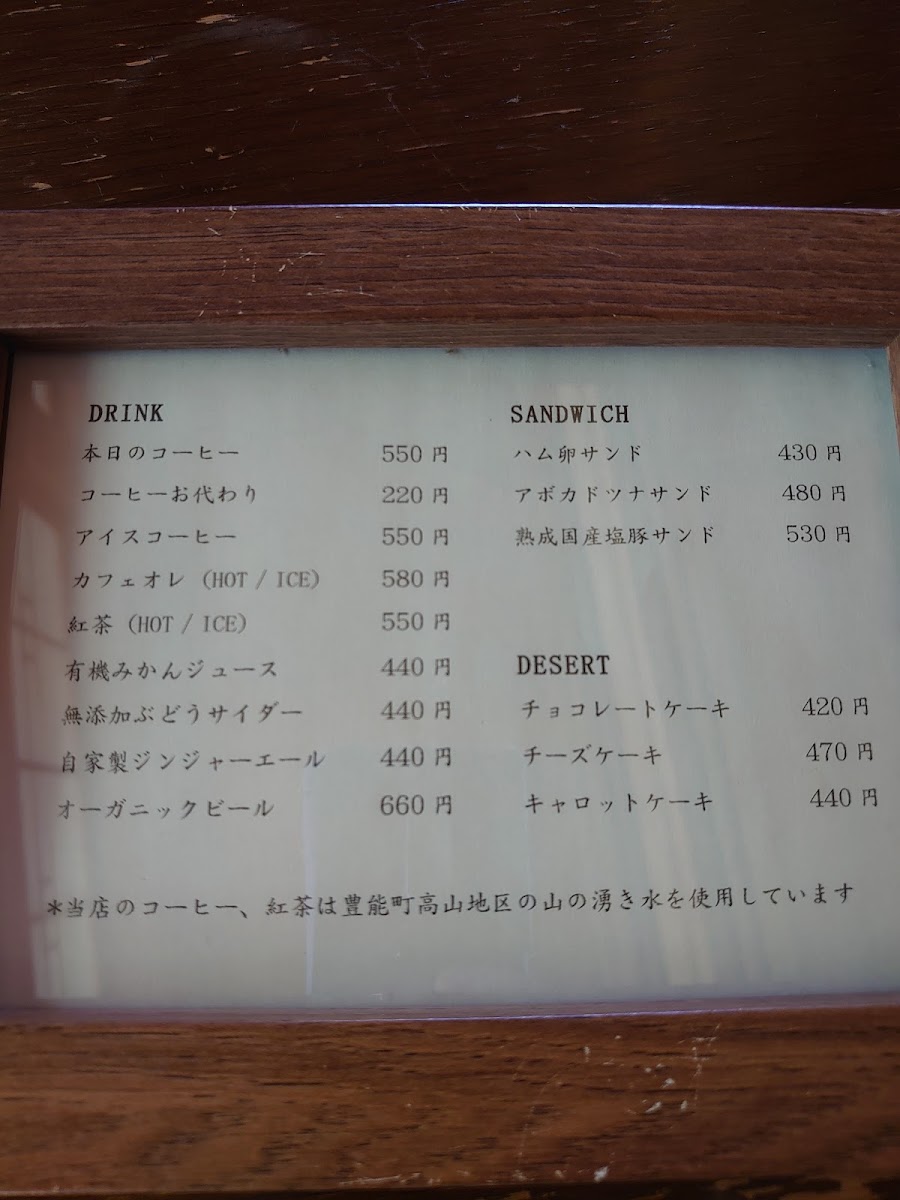 DRINK
本日のコーヒー 550 円
コーヒーお代わり 220 円
アイスコーヒー 550 円
カフェオレ (HOT / ICE) 580 円
紅茶 (HOT / ICE) 550 円
有機みかんジュース 440 円
無添加ぶどうサイダー 440 円
自家製ジンジャーエール 440 円
オーガニックビール 660 円
SANDWICH
ハム卵サンド 430 円
アボカドツナサンド 480 円
熟成国産塩豚サンド 530 円
DESERT
チョコレートケーキ 420 円
チーズケーキ 470 円
キャロットケーキ 440 円
*当店のコーヒー、紅茶は豊能町高山地区の山の湧き水を使用しています